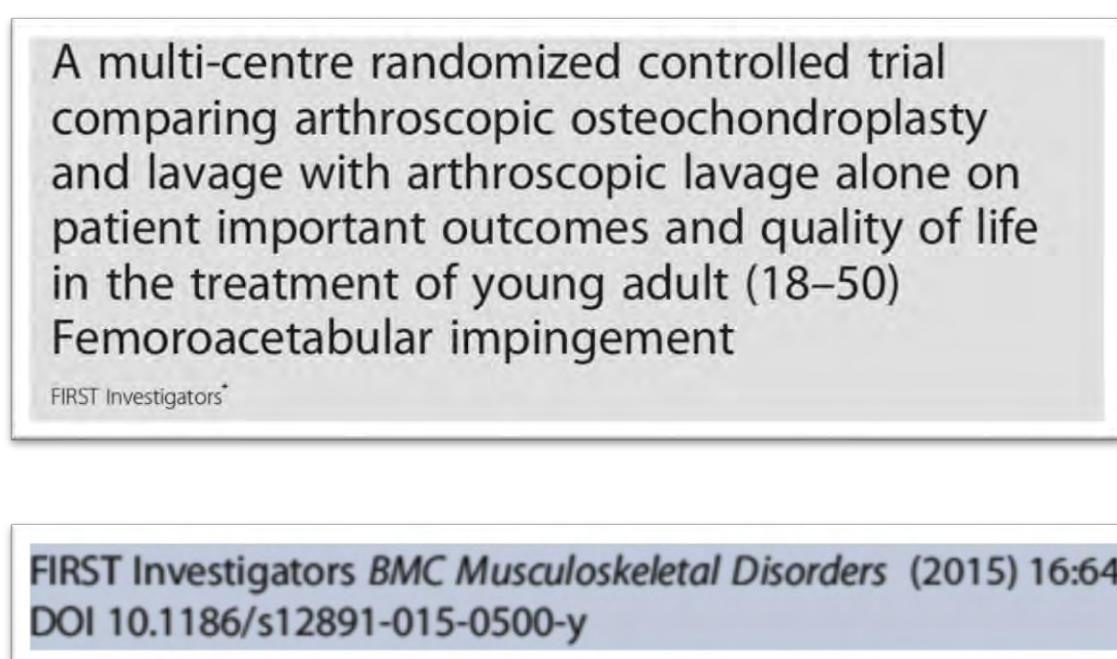 A multi-centre randomized controlled trial
comparing arthroscopic osteochondroplasty
and lavage with arthroscopic lavage alone on
patient important outcomes and quality of life
in the treatment of young adult (18–50)
Femoroacetabular impingement
FIRST Investigators*
FIRST Investigators BMC Musculoskeletal Disorders (2015) 16:64
DOI 10.1186/s12891-015-0500-y